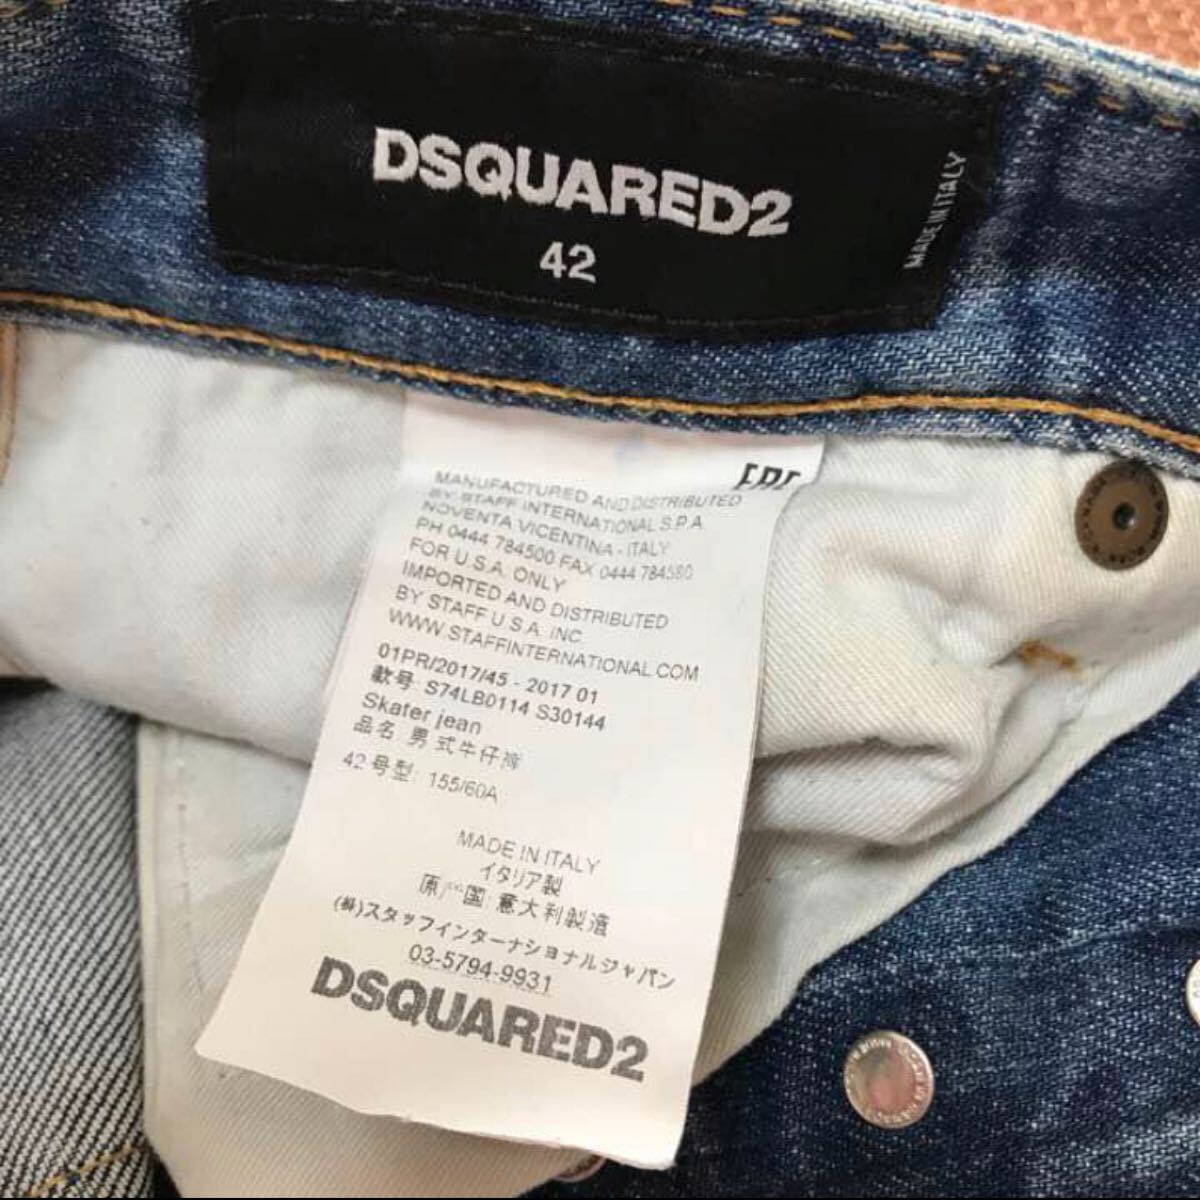 DSQUARED2
42
MADE IN ITALY
EAC
MANUFACTURED AND DISTRIBUTED
BY STAFF INTERNATIONAL S.P.A.
NOVENTA VICENTINA - ITALY
PH 0444 784500 FAX 0444 784580
FOR U.S.A. ONLY
IMPORTED AND DISTRIBUTED
BY STAFF U.S.A. INC.
WWW.STAFFINTERNATIONAL.COM
01PR/2017/45 - 2017 01
款号 S74LB0114 S30144
Skater jean
品名 男式牛仔裤
42 号型: 155/60A
MADE IN ITALY
イタリア製
原产国 意大利製造
(株)スタッフインターナショナルジャパン
03-5794-9931
DSQUARED2